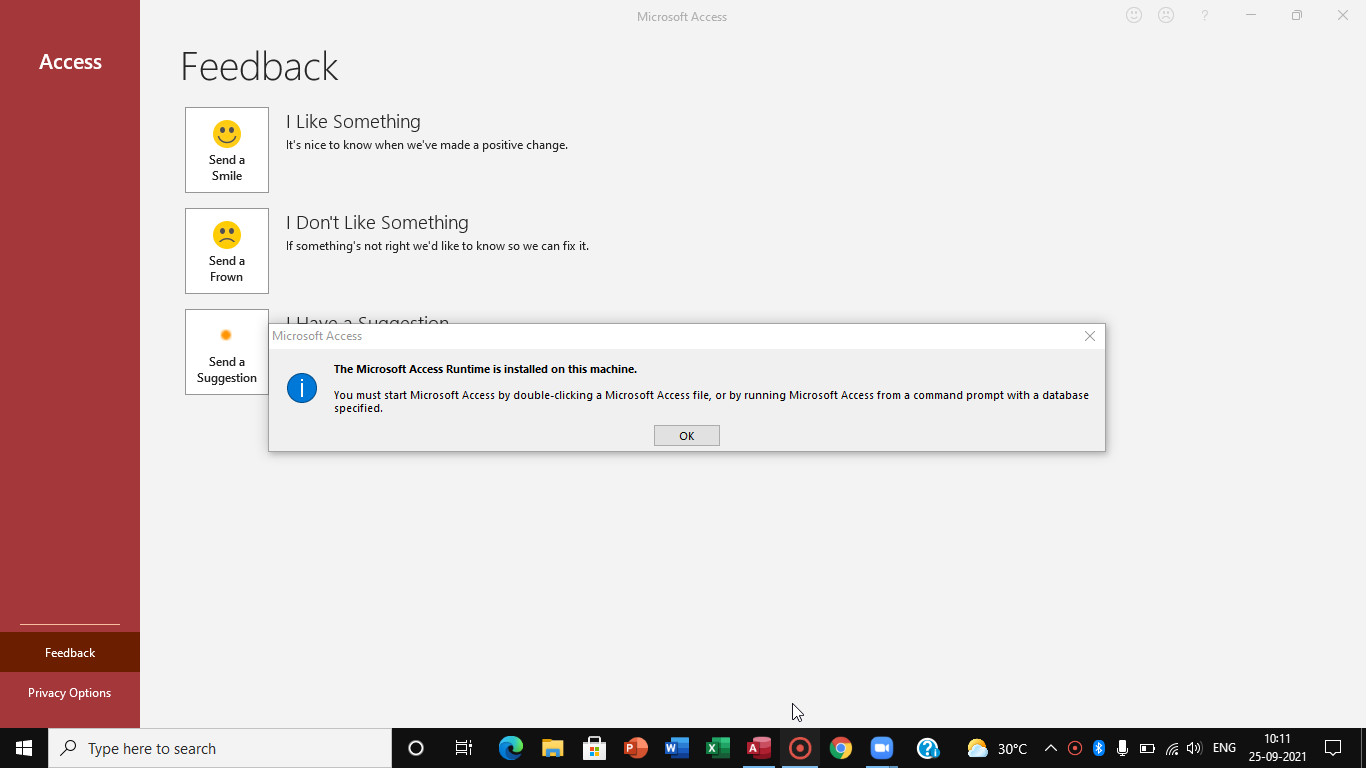 Microsoft Access
?
Access
Feedback
Send a
Smile
I Like Something
It's nice to know when we've made a positive change.
Send a
Frown
I Don't Like Something
If something's not right we'd like to know so we can fix it.
Send a
Suggestion
I Have a Suggestion
Microsoft Access
The Microsoft Access Runtime is installed on this machine.
You must start Microsoft Access by double-clicking a Microsoft Access file, or by running Microsoft Access from a command prompt with a database
specified.
OK
Feedback
Privacy Options
Type here to search
30°C
ENG
10:11
25-09-2021